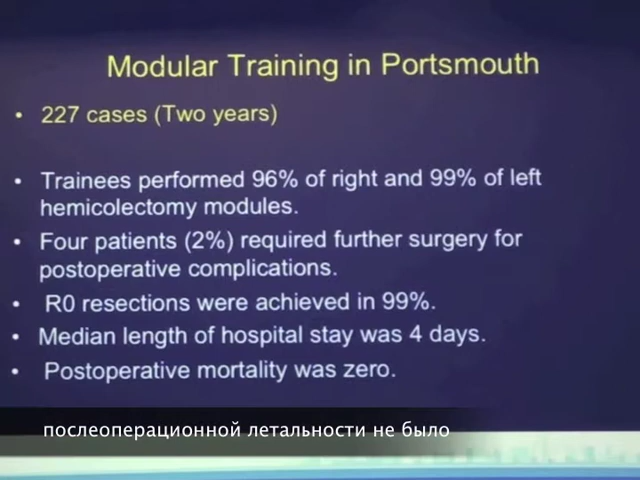 Modular Training in Portsmouth
• 227 cases (Two years)
• Trainees performed 96% of right and 99% of left
hemicolectomy modules.
• Four patients (2%) required further surgery for
postoperative complications.
• R0 resections were achieved in 99%.
• Median length of hospital stay was 4 days.
• Postoperative mortality was zero.
послеоперационной летальности не было